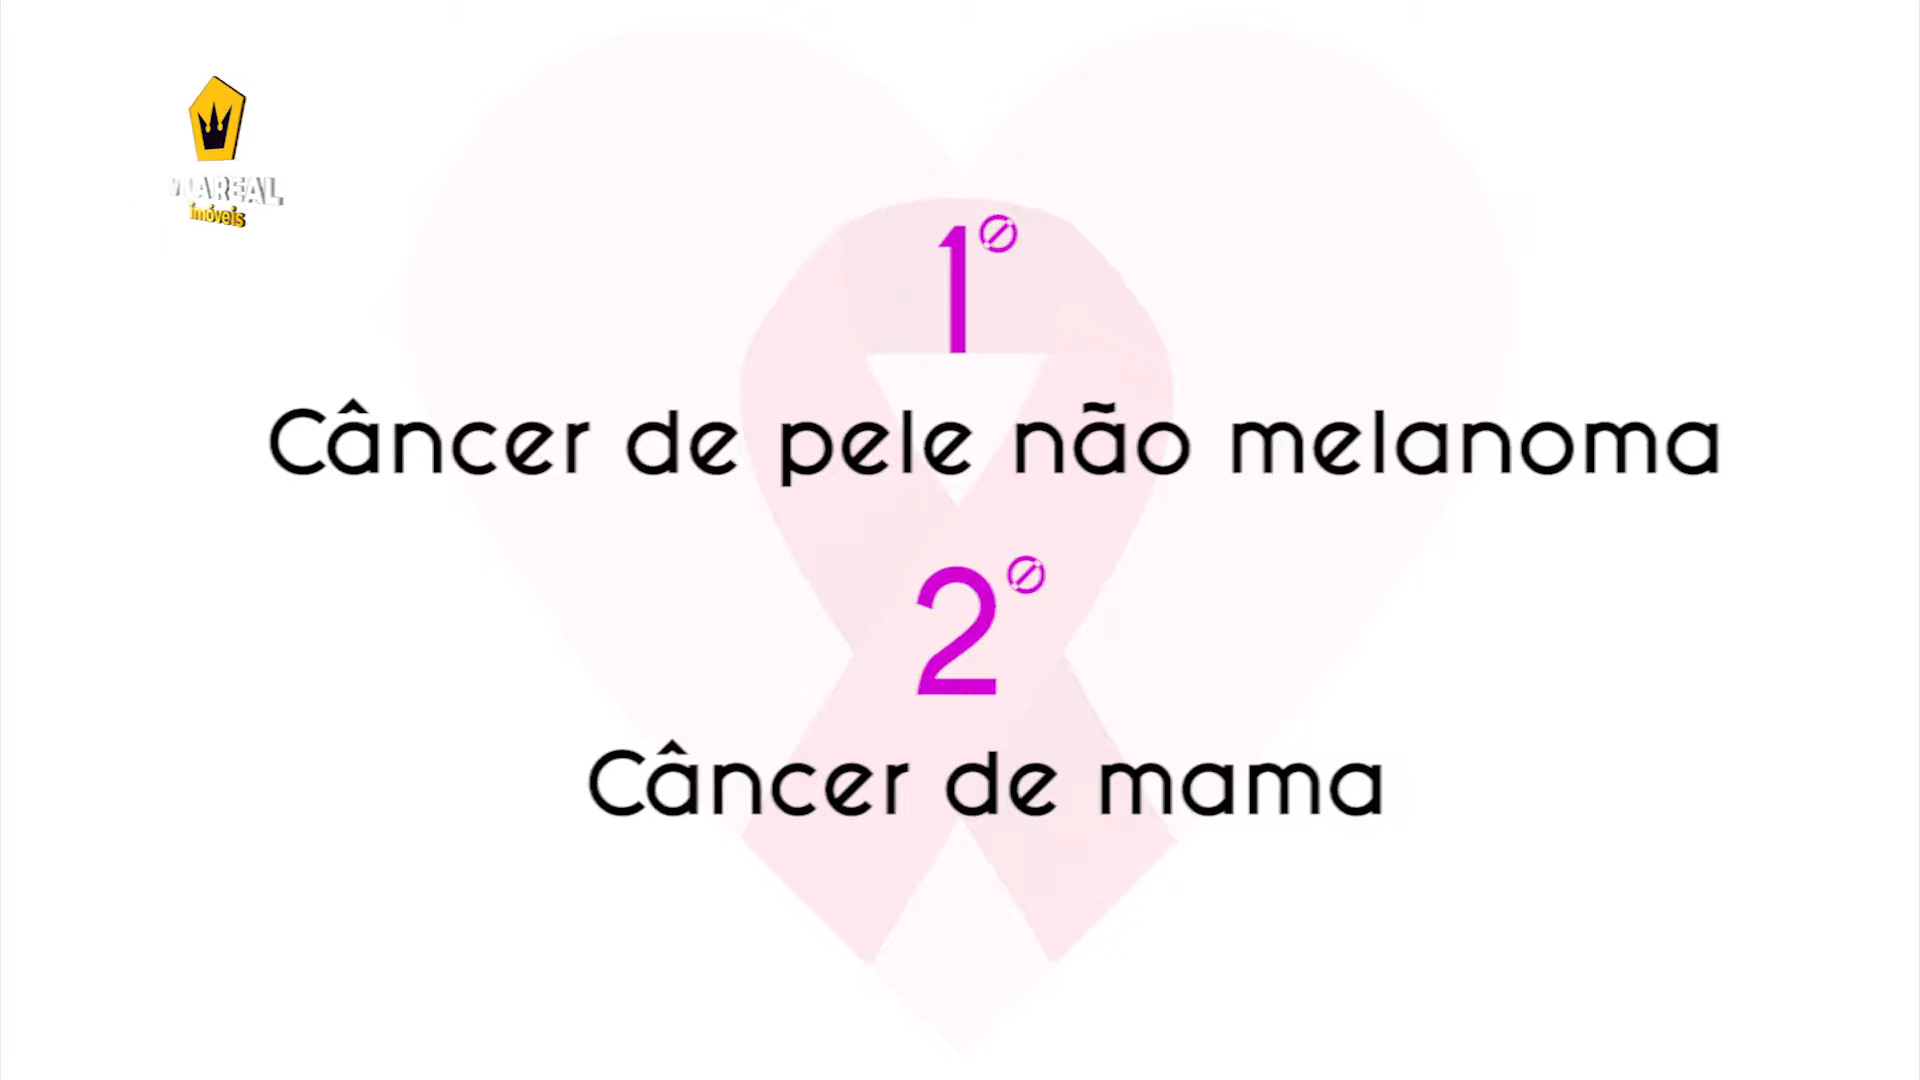 imóveis
1º
Câncer de pele não melanoma
2º
Câncer de mama